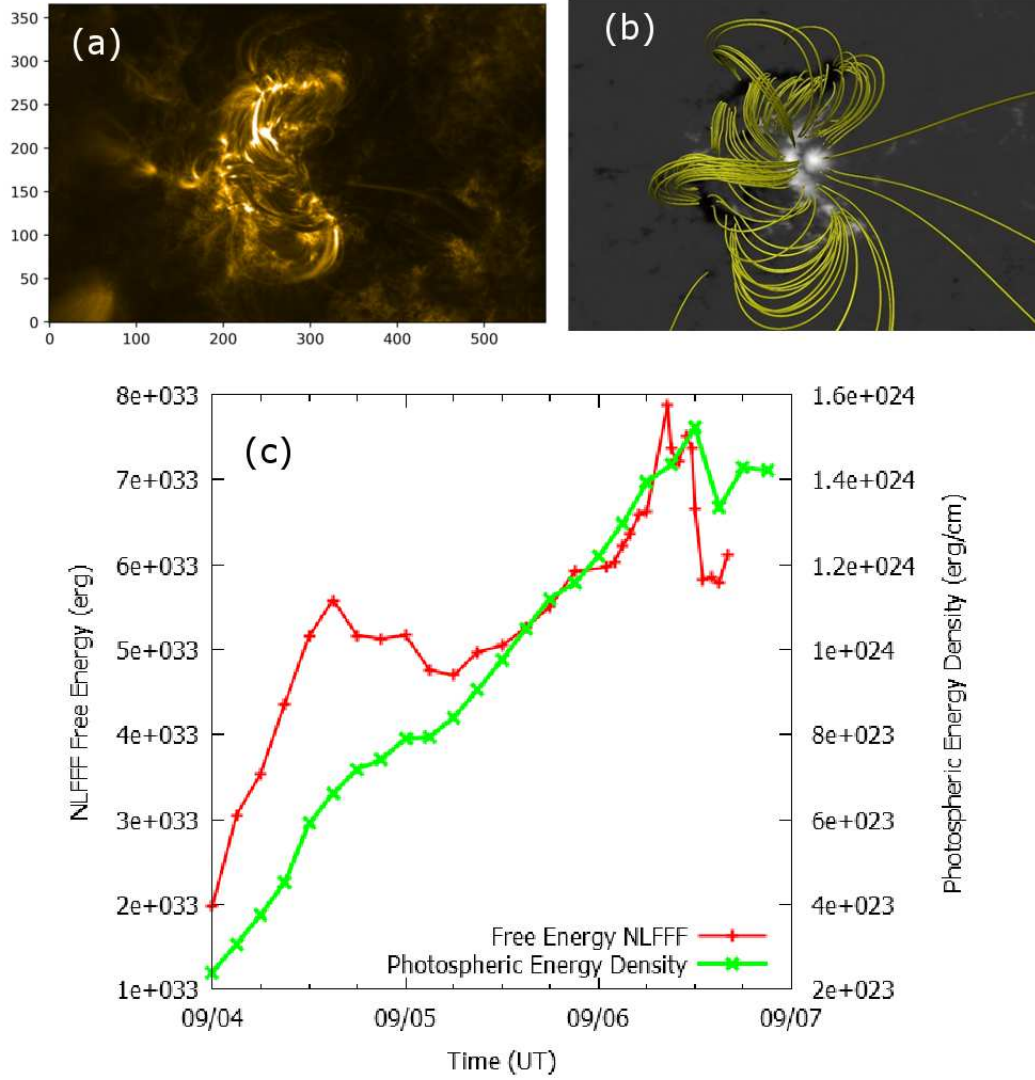 (a)
350
300
250
200
150
100
50
0
0 100 200 300 400 500
(b)
(c)
NLFFF Free Energy (erg)
8e+033
7e+033
6e+033
5e+033
4e+033
3e+033
2e+033
1e+033
1.6e+024
1.4e+024
1.2e+024
1e+024
8e+023
6e+023
4e+023
2e+023
Photospheric Energy Density (erg/cm)
Free Energy NLFFF
Photospheric Energy Density
09/04 09/05 09/06 09/07
Time (UT)